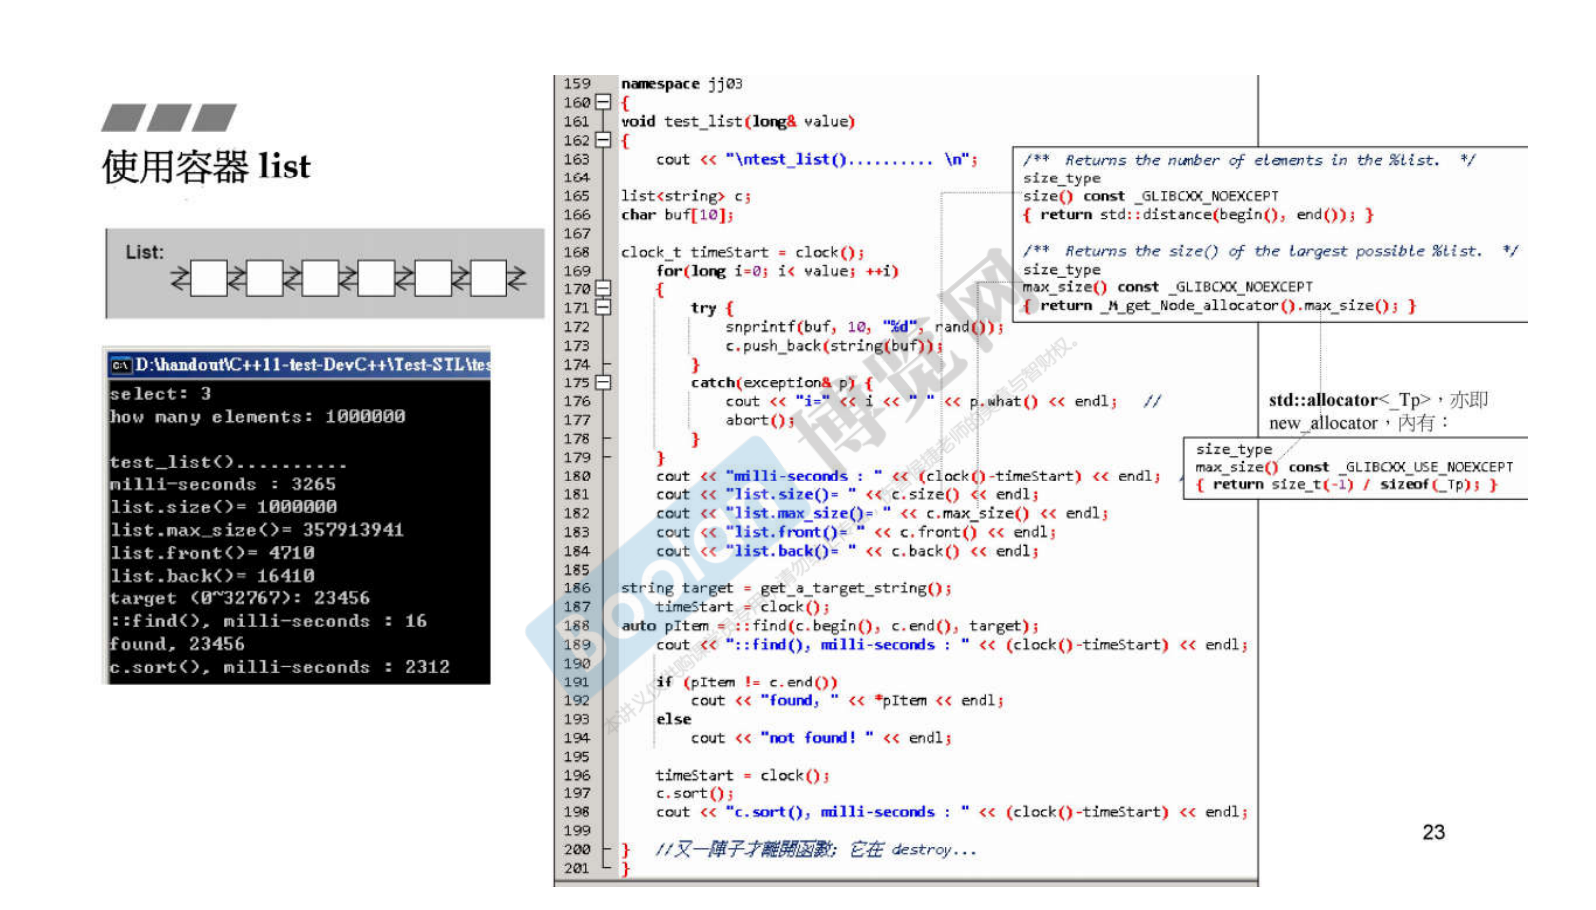 使用容器 list
List:
D:\handout\C++11-test-DevC++\Test-STL\tes
select: 3
how many elements: 1000000
test_list()..........
milli-seconds : 3265
list.size()= 1000000
list.max_size()= 357913941
list.front()= 4710
list.back()= 16410
target (0~32767): 23456
::find(), milli-seconds : 16
found, 23456
c.sort(), milli-seconds : 2312
159 namespace jj03
160 {
161 void test_list(long& value)
162 {
163 cout << "\ntest_list().......... \n";
164
165 list<string> c;
166 char buf[10];
167
168 clock_t timeStart = clock();
169 for(long i=0; i< value; ++i)
170 {
171 try {
172 snprintf(buf, 10, "%d", rand());
173 c.push_back(string(buf));
174 }
175 catch(exception& p) {
176 cout << "i=" << i << " " << p.what() << endl; //
177 abort();
178 }
179 }
180 cout << "milli-seconds : " << (clock()-timeStart) << endl; /
181 cout << "list.size()= " << c.size() << endl;
182 cout << "list.max_size()= " << c.max_size() << endl;
183 cout << "list.front()= " << c.front() << endl;
184 cout << "list.back()= " << c.back() << endl;
185
186 string target = get_a_target_string();
187 timeStart = clock();
188 auto pItem = ::find(c.begin(), c.end(), target);
189 cout << "::find(), milli-seconds : " << (clock()-timeStart) << endl;
190
191 if (pItem != c.end())
192 cout << "found, " << *pItem << endl;
193 else
194 cout << "not found! " << endl;
195
196 timeStart = clock();
197 c.sort();
198 cout << "c.sort(), milli-seconds : " << (clock()-timeStart) << endl;
199
200 } //又一陣子才離開函數; 它在 destroy...
201 }
/** Returns the number of elements in the %list. */
size_type
size() const _GLIBCXX_NOEXCEPT
{ return std::distance(begin(), end()); }
/** Returns the size() of the largest possible %list. */
size_type
max_size() const _GLIBCXX_NOEXCEPT
{ return _M_get_Node_allocator().max_size(); }
std::allocator<_Tp>，亦即
new_allocator，內有：
size_type
max_size() const _GLIBCXX_USE_NOEXCEPT
{ return size_t(-1) / sizeof(_Tp); }
Boolan 博览网
23